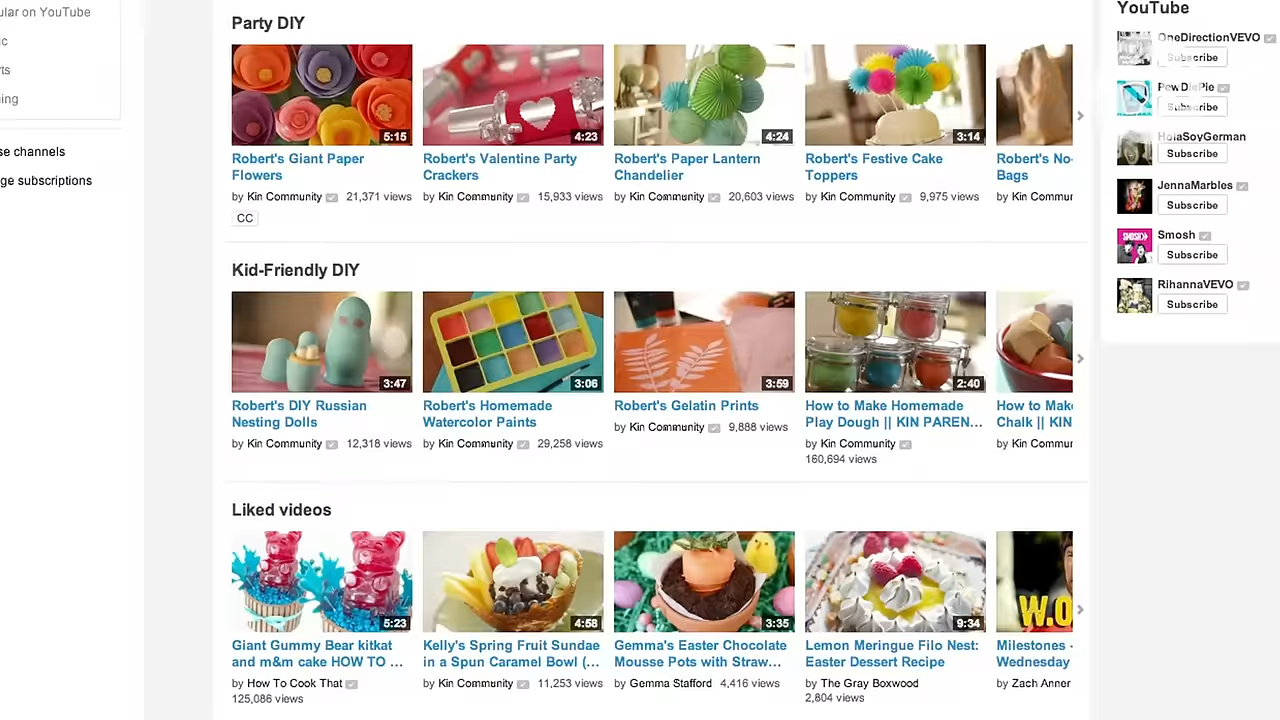 ular on YouTube
ic
rts
ing
se channels
ge subscriptions
Party DIY
5:15
4:23
4:24
3:14
Robert's Giant Paper
Flowers
by Kin Community 21,371 views
CC
Robert's Valentine Party
Crackers
by Kin Community 15,933 views
Robert's Paper Lantern
Chandelier
by Kin Community 20,603 views
Robert's Festive Cake
Toppers
by Kin Community 9,975 views
Robert's No-
Bags
by Kin Commun
Kid-Friendly DIY
3:47
3:06
3:59
2:40
Robert's DIY Russian
Nesting Dolls
by Kin Community 12,318 views
Robert's Homemade
Watercolor Paints
by Kin Community 29,258 views
Robert's Gelatin Prints
by Kin Community 9,888 views
How to Make Homemade
Play Dough || KIN PAREN...
by Kin Community
160,694 views
How to Make
Chalk || KIN
by Kin Commun
Liked videos
5:23
4:58
3:35
9:34
W.O
Giant Gummy Bear kitkat
and m&m cake HOW TO ...
by How To Cook That
125,086 views
Kelly's Spring Fruit Sundae
in a Spun Caramel Bowl (...
by Kin Community 11,253 views
Gemma's Easter Chocolate
Mousse Pots with Straw...
by Gemma Stafford 4,416 views
Lemon Meringue Filo Nest:
Easter Dessert Recipe
by The Gray Boxwood
2,804 views
Milestones -
Wednesday
by Zach Anner
YouTube
OneDirectionVEVO
Subscribe
PewDiePie
Subscribe
HolaSoyGerman
Subscribe
JennaMarbles
Subscribe
SMOSH
Smosh
Subscribe
RihannaVEVO
Subscribe